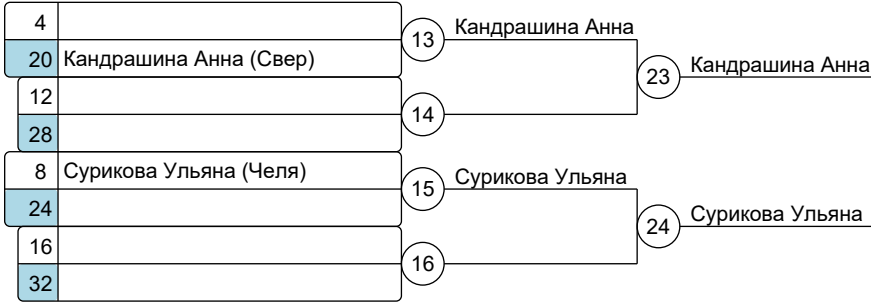 4
13 Кандрашина Анна
20 Кандрашина Анна (Свер)
23 Кандрашина Анна
12
14
28
8 Сурикова Ульяна (Челя)
15 Сурикова Ульяна
24
24 Сурикова Ульяна
16
16
32